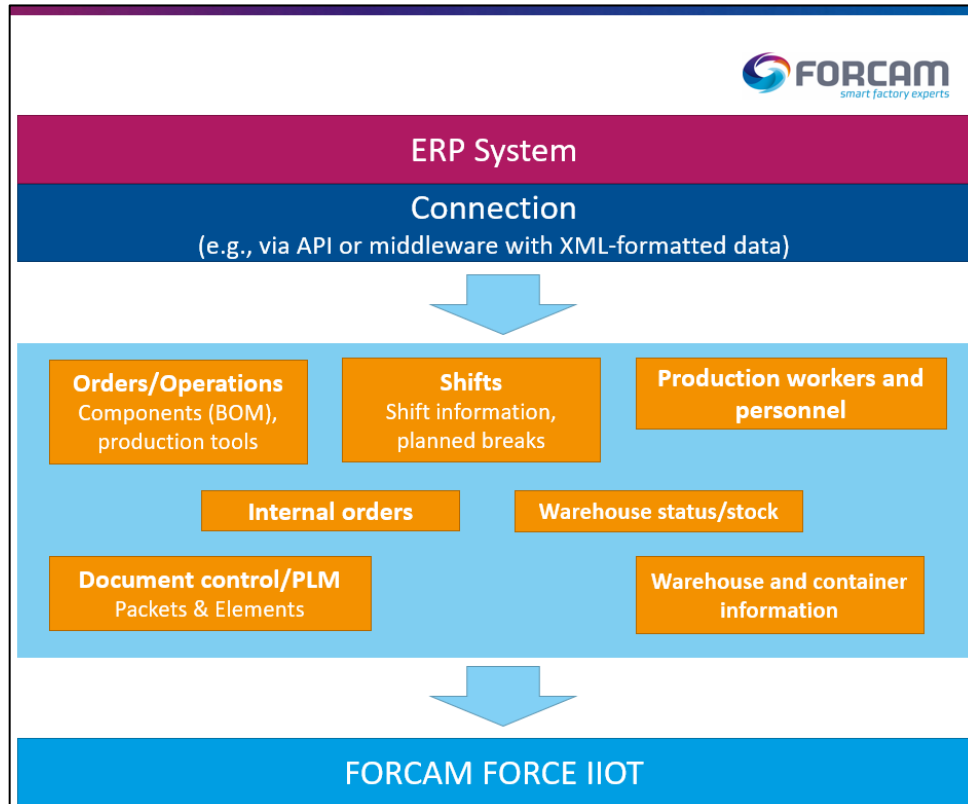 FORCAM
smart factory experts
ERP System
Connection
(e.g., via API or middleware with XML-formatted data)
Orders/Operations
Components (BOM),
production tools
Shifts
Shift information,
planned breaks
Production workers and
personnel
Internal orders
Warehouse status/stock
Document control/PLM
Packets & Elements
Warehouse and container
information
FORCAM FORCE IIOT